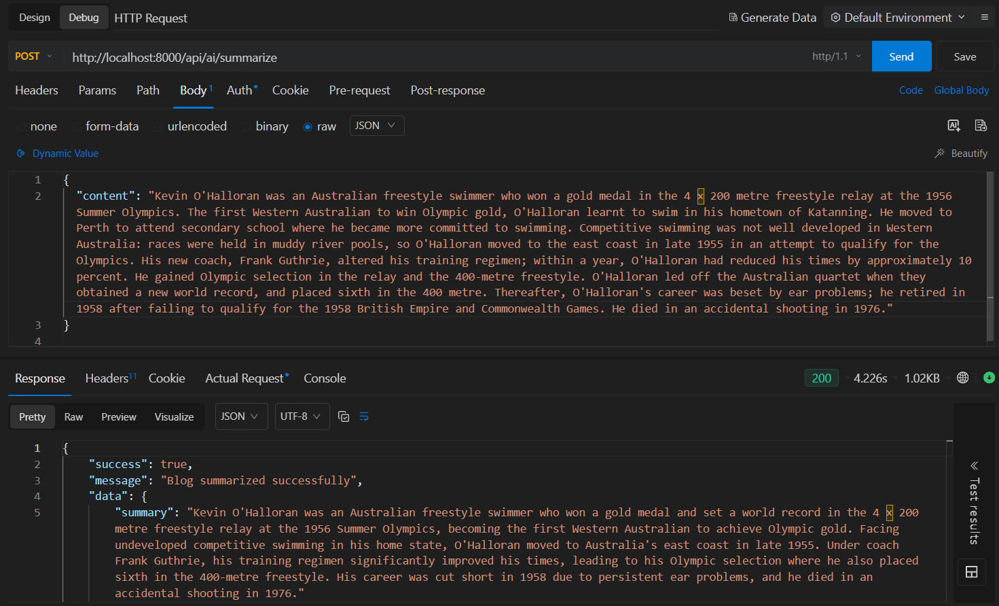 Design Debug HTTP Request Generate Data Default Environment
POST http://localhost:8000/api/ai/summarize http/1.1 Send Save
Headers Params Path Body 1 Auth Cookie Pre-request Post-response Code Global Body
none form-data urlencoded binary raw JSON AI
Dynamic Value Beautify
1 {
2 "content": "Kevin O'Halloran was an Australian freestyle swimmer who won a gold medal in the 4 × 200 metre freestyle relay at the 1956
Summer Olympics. The first Western Australian to win Olympic gold, O'Halloran learnt to swim in his hometown of Katanning. He moved to
Perth to attend secondary school where he became more committed to swimming. Competitive swimming was not well developed in Western
Australia: races were held in muddy river pools, so O'Halloran moved to the east coast in late 1955 in an attempt to qualify for the
Olympics. His new coach, Frank Guthrie, altered his training regimen; within a year, O'Halloran had reduced his times by approximately 10
percent. He gained Olympic selection in the relay and the 400-metre freestyle. O'Halloran led off the Australian quartet when they
obtained a new world record, and placed sixth in the 400 metre. Thereafter, O'Halloran's career was beset by ear problems; he retired in
1958 after failing to qualify for the 1958 British Empire and Commonwealth Games. He died in an accidental shooting in 1976."
3 }
4
Response Headers 11 Cookie Actual Request Console 200 4.226s 1.02KB
Pretty Raw Preview Visualize JSON UTF-8
1 {
2 "success": true,
3 "message": "Blog summarized successfully",
4 "data": {
5 "summary": "Kevin O'Halloran was an Australian freestyle swimmer who won a gold medal and set a world record in the 4 × 200
metre freestyle relay at the 1956 Summer Olympics, becoming the first Western Australian to achieve Olympic gold. Facing
undeveloped competitive swimming in his home state, O'Halloran moved to Australia's east coast in late 1955. Under coach
Frank Guthrie, his training regimen significantly improved his times, leading to his Olympic selection where he also placed
sixth in the 400-metre freestyle. His career was cut short in 1958 due to persistent ear problems, and he died in an
accidental shooting in 1976."
Test results